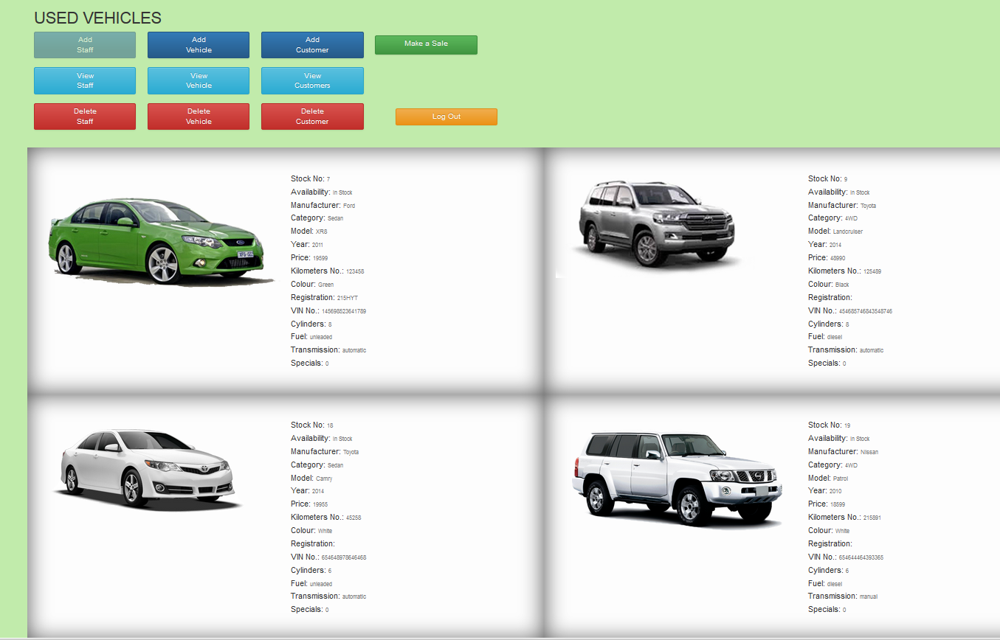 USED VEHICLES
Add
Staff
Add
Vehicle
Add
Customer
Make a Sale
View
Staff
View
Vehicle
View
Customers
Delete
Staff
Delete
Vehicle
Delete
Customer
Log Out
Stock No: 7
Availability: In Stock
Manufacturer: Ford
Category: Sedan
Model: XR8
Year: 2011
Price: 19599
Kilometers No.: 123458
Colour: Green
Registration: 215HYT
VIN No.: 145698523641789
Cylinders: 8
Fuel: unleaded
Transmission: automatic
Specials: 0
Stock No: 9
Availability: In Stock
Manufacturer: Toyota
Category: 4WD
Model: Landcruiser
Year: 2014
Price: 48990
Kilometers No.: 125489
Colour: Black
Registration:
VIN No.: 454685746843548746
Cylinders: 8
Fuel: diesel
Transmission: automatic
Specials: 0
Stock No: 18
Availability: In Stock
Manufacturer: Toyota
Category: Sedan
Model: Camry
Year: 2014
Price: 19955
Kilometers No.: 45258
Colour: White
Registration:
VIN No.: 654648978646468
Cylinders: 6
Fuel: unleaded
Transmission: automatic
Specials: 0
Stock No: 19
Availability: In Stock
Manufacturer: Nissan
Category: 4WD
Model: Patrol
Year: 2010
Price: 18599
Kilometers No.: 215891
Colour: White
Registration:
VIN No.: 654644464393365
Cylinders: 6
Fuel: diesel
Transmission: manual
Specials: 0